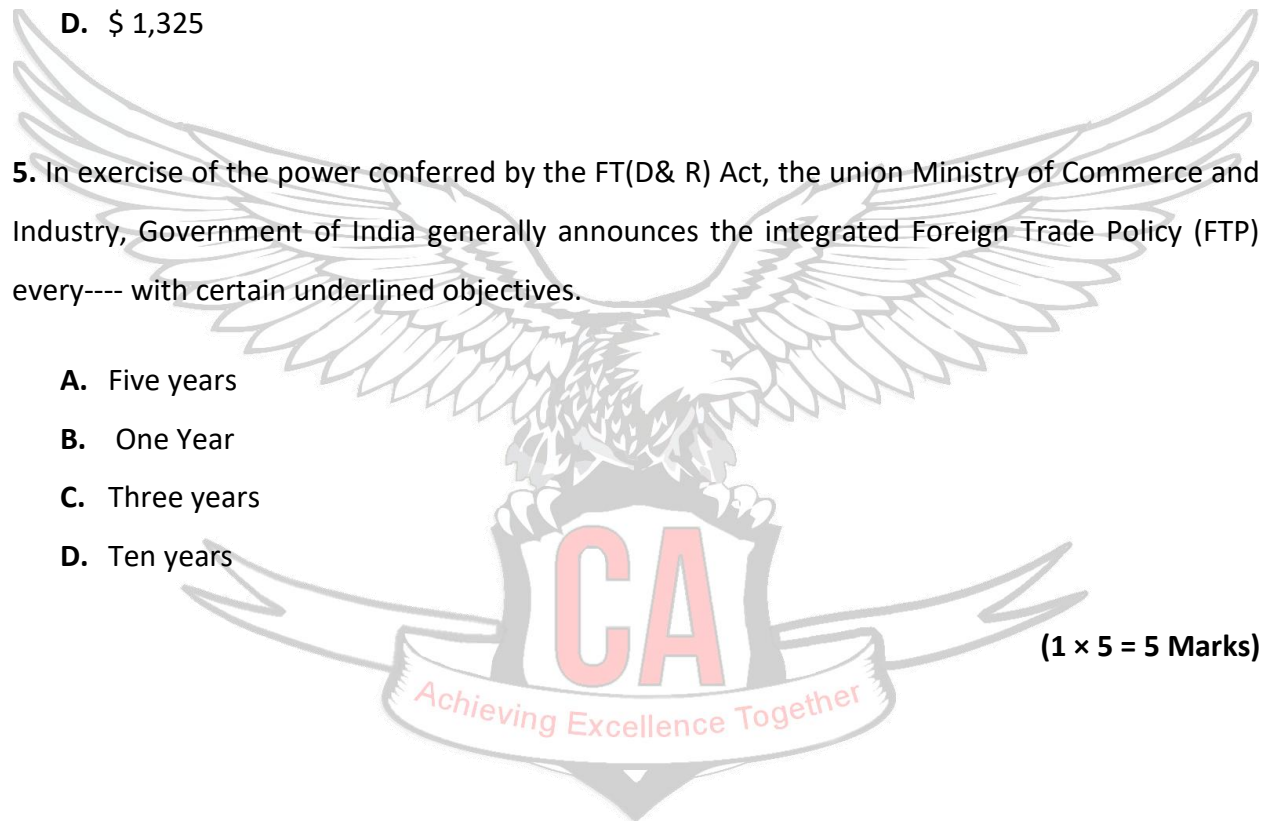 D. $ 1,325
5. In exercise of the power conferred by the FT(D& R) Act, the union Ministry of Commerce and
Industry, Government of India generally announces the integrated Foreign Trade Policy (FTP)
every---- with certain underlined objectives.
A. Five years
B. One Year
C. Three years
D. Ten years
(1 × 5 = 5 Marks)
CA
Achieving Excellence Together